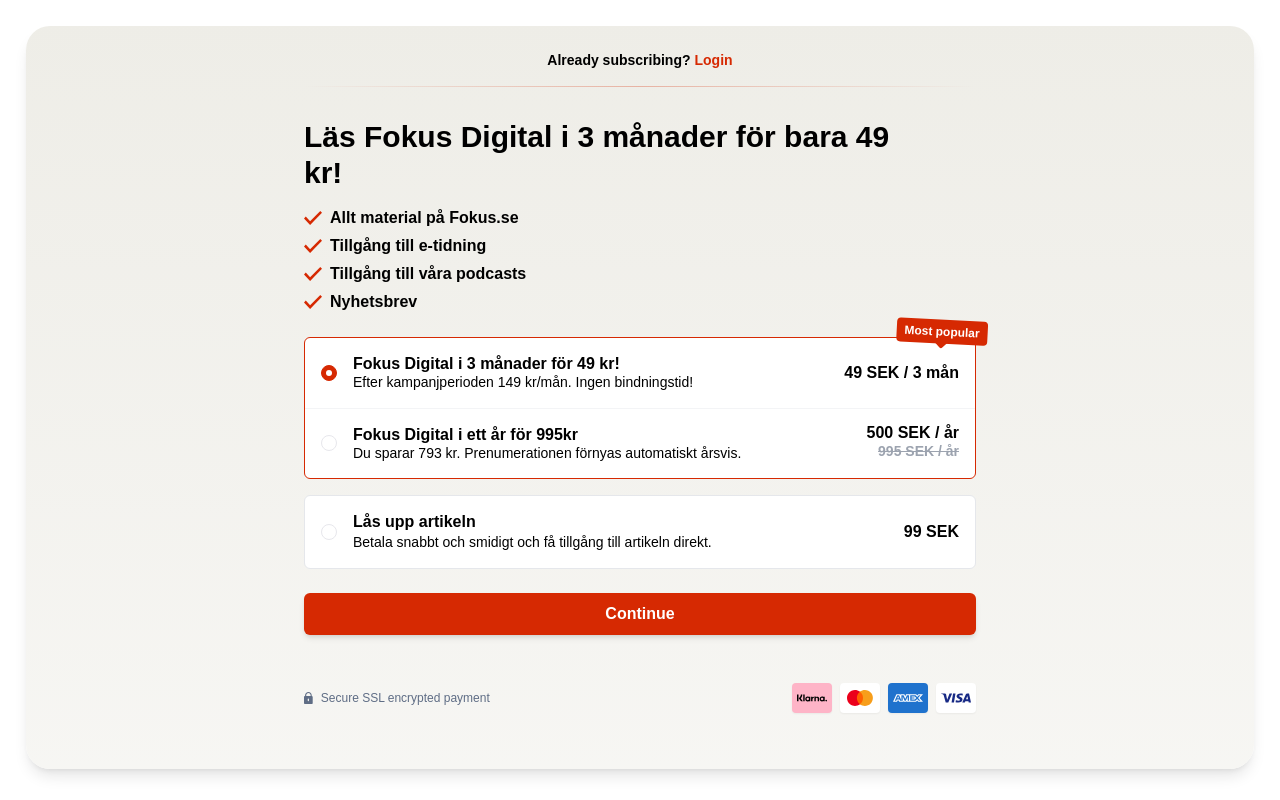 Already subscribing? Login
Läs Fokus Digital i 3 månader för bara 49
kr!
Allt material på Fokus.se
Tillgång till e-tidning
Tillgång till våra podcasts
Nyhetsbrev
Most popular
Fokus Digital i 3 månader för 49 kr!
Efter kampanjperioden 149 kr/mån. Ingen bindningstid!
49 SEK / 3 mån
Fokus Digital i ett år för 995kr
Du sparar 793 kr. Prenumerationen förnyas automatiskt årsvis.
500 SEK / år
995 SEK / år
Lås upp artikeln
Betala snabbt och smidigt och få tillgång till artikeln direkt.
99 SEK
Continue
Secure SSL encrypted payment
Klarna. AMEX VISA